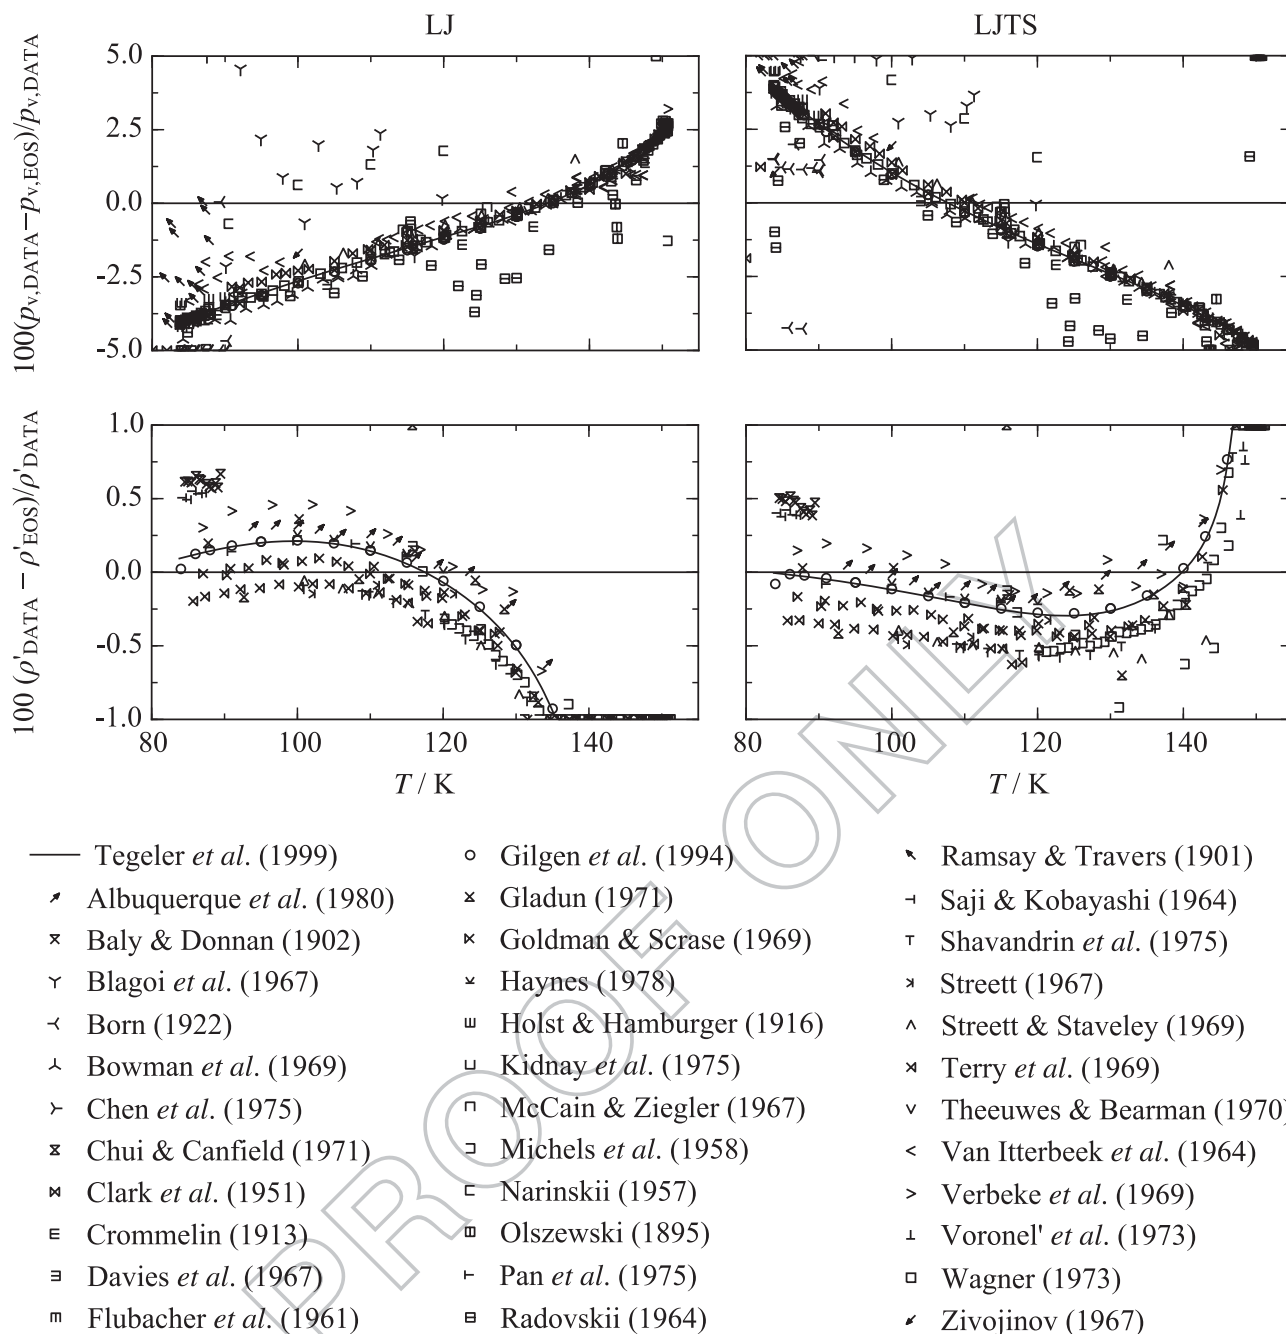 LJ
LJTS
100(pv,DATA−pv,EOS)/pv,DATA
5.0
2.5
0.0
-2.5
-5.0
100 (ρ'DATA − ρ'EOS)/ρ'DATA
1.0
0.5
0.0
-0.5
-1.0
80 100 120 140
80 100 120 140
T / K
T / K
Tegeler et al. (1999)
Albuquerque et al. (1980)
Baly & Donnan (1902)
Blagoi et al. (1967)
Born (1922)
Bowman et al. (1969)
Chen et al. (1975)
Chui & Canfield (1971)
Clark et al. (1951)
Crommelin (1913)
Davies et al. (1967)
Flubacher et al. (1961)
Gilgen et al. (1994)
Gladun (1971)
Goldman & Scrase (1969)
Haynes (1978)
Holst & Hamburger (1916)
Kidnay et al. (1975)
McCain & Ziegler (1967)
Michels et al. (1958)
Narinskii (1957)
Olszewski (1895)
Pan et al. (1975)
Radovskii (1964)
Ramsay & Travers (1901)
Saji & Kobayashi (1964)
Shavandrin et al. (1975)
Streett (1967)
Streett & Staveley (1969)
Terry et al. (1969)
Theeuwes & Bearman (1970)
Van Itterbeek et al. (1964)
Verbeke et al. (1969)
Voronel' et al. (1973)
Wagner (1973)
Zivojinov (1967)
PROOF ONLY